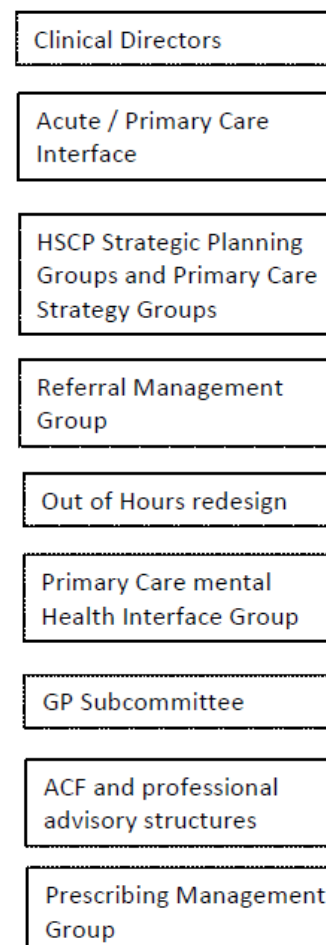 Clinical Directors
Acute / Primary Care
Interface
HSCP Strategic Planning
Groups and Primary Care
Strategy Groups
Referral Management
Group
Out of Hours redesign
Primary Care mental
Health Interface Group
GP Subcommittee
ACF and professional
advisory structures
Prescribing Management
Group